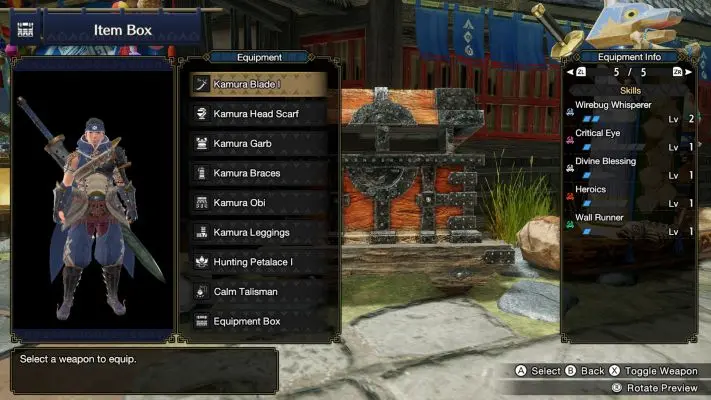 Item Box
Equipment
Kamura Blade I
Kamura Head Scarf
Kamura Garb
Kamura Braces
Kamura Obi
Kamura Leggings
Hunting Petalace I
Calm Talisman
Equipment Box
Select a weapon to equip.
Equipment Info
ZL 5 / 5 ZR
Skills
Wirebug Whisperer
Lv 2
Critical Eye
Lv 1
Divine Blessing
Lv 1
Heroics
Lv 1
Wall Runner
Lv 1
A Select B Back X Toggle Weapon
Rotate Preview